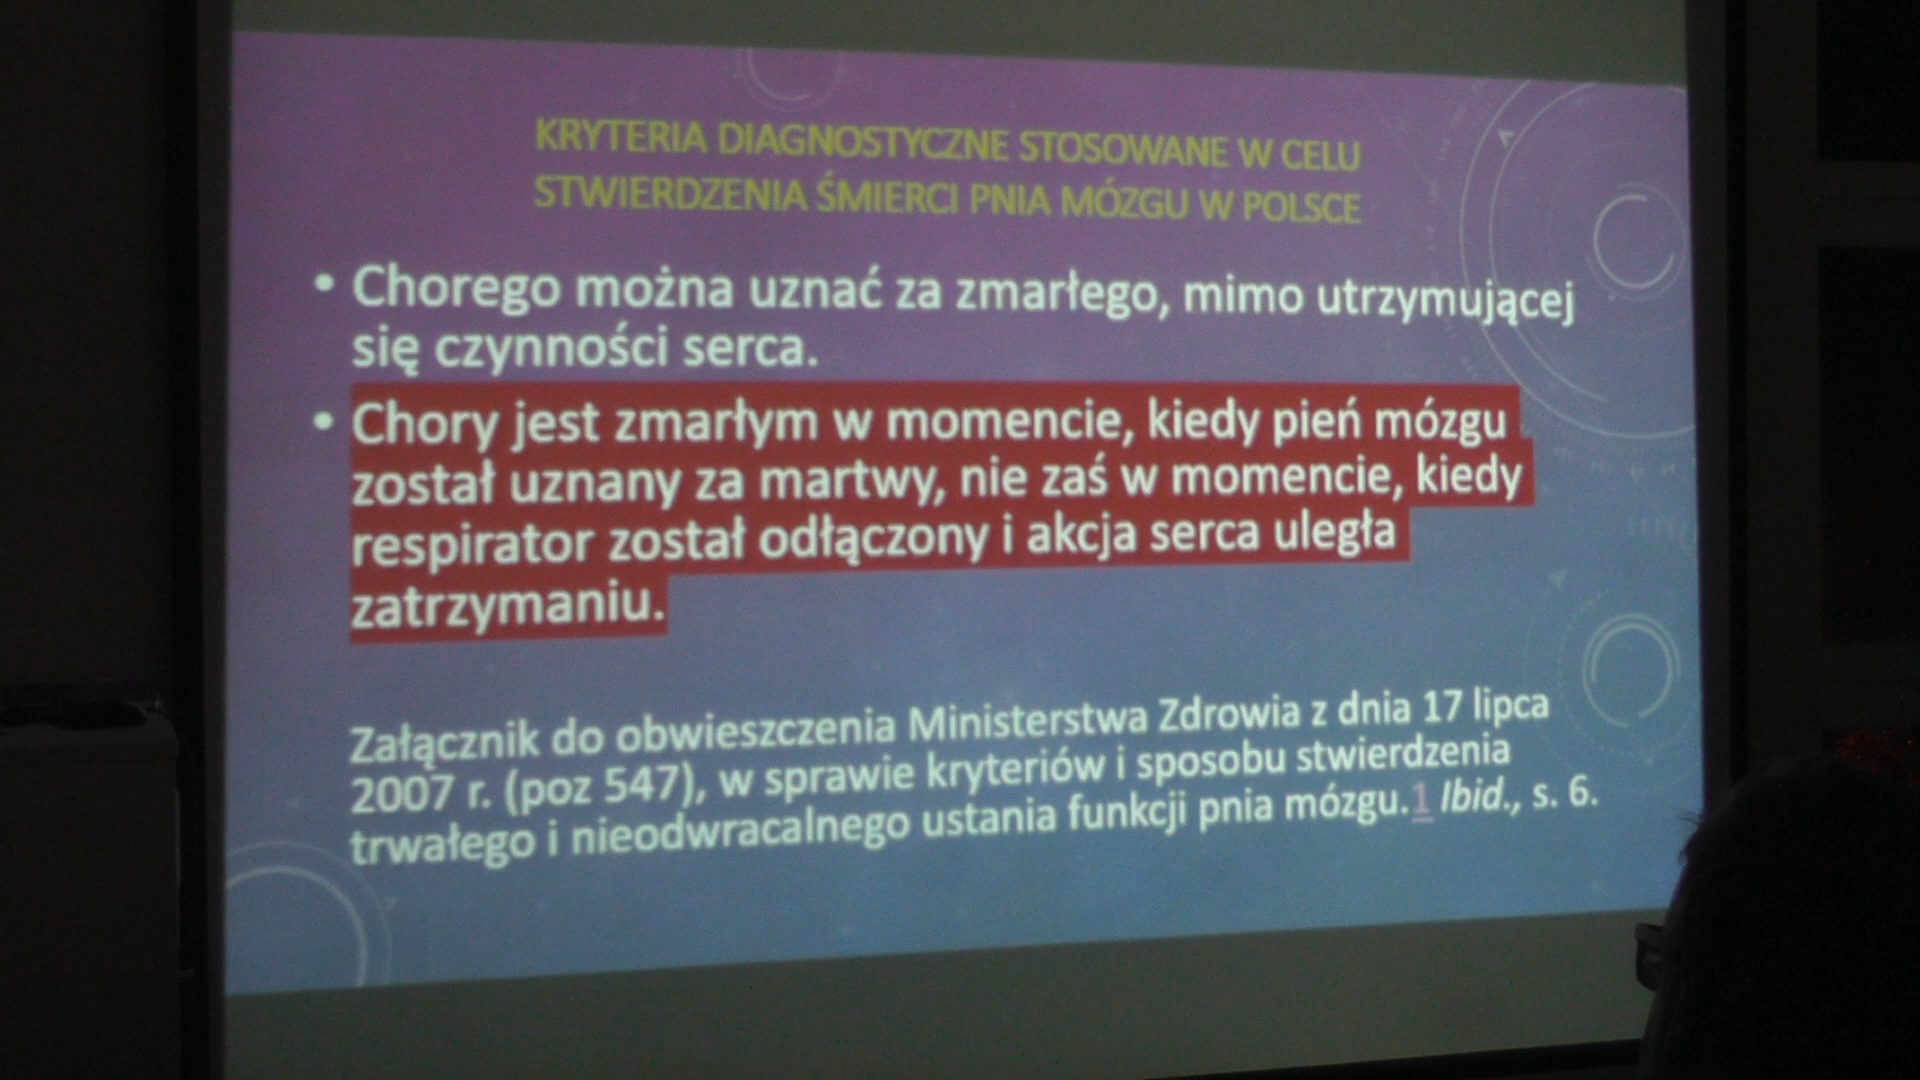 KRYTERIA DIAGNOSTYCZNE STOSOWANE W CELU
STWIERDZENIA ŚMIERCI PNIA MÓZGU W POLSCE
• Chorego można uznać za zmarłego, mimo utrzymującej
się czynności serca.
• Chory jest zmarłym w momencie, kiedy pień mózgu
został uznany za martwy, nie zaś w momencie, kiedy
respirator został odłączony i akcja serca uległa
zatrzymaniu.
Załącznik do obwieszczenia Ministerstwa Zdrowia z dnia 17 lipca
2007 r. (poz 547), w sprawie kryteriów i sposobu stwierdzenia
trwałego i nieodwracalnego ustania funkcji pnia mózgu.1 Ibid., s. 6.